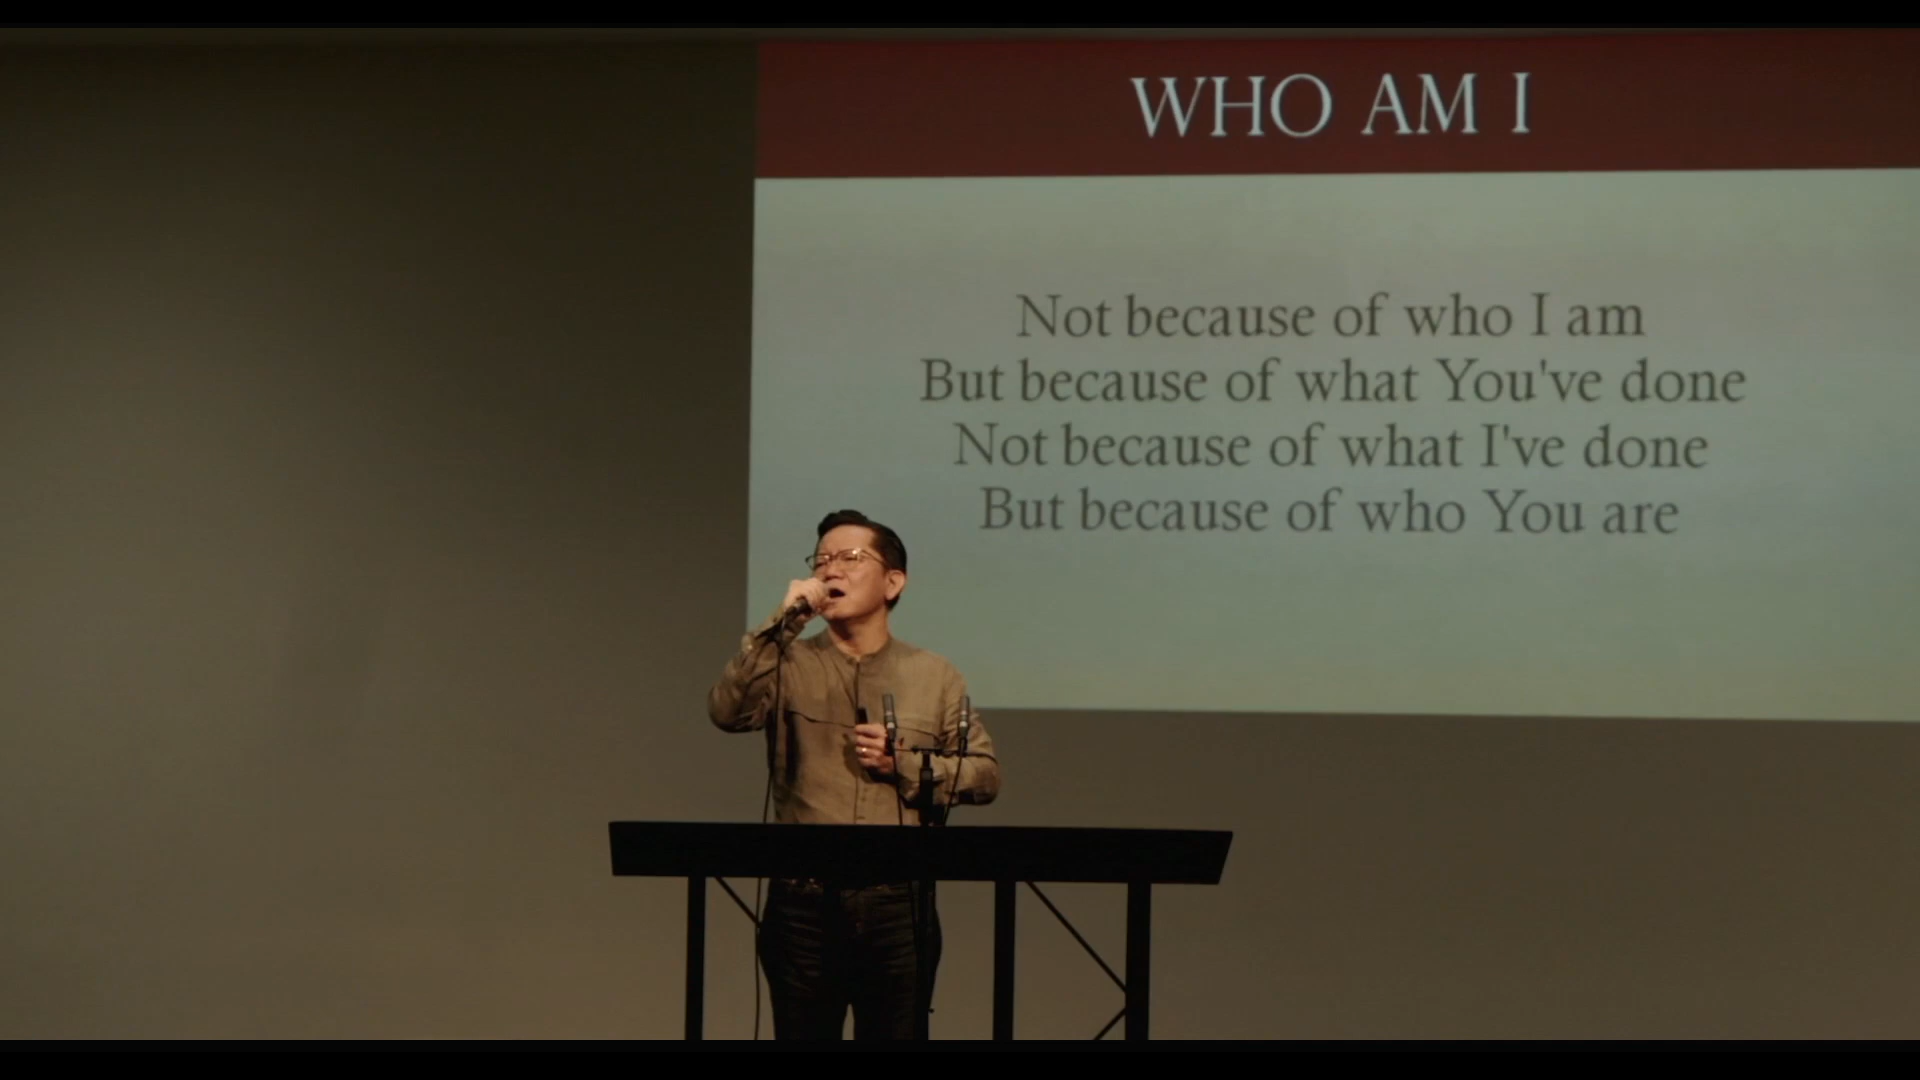 WHO AM I
Not because of who I am
But because of what You've done
Not because of what I've done
But because of who You are